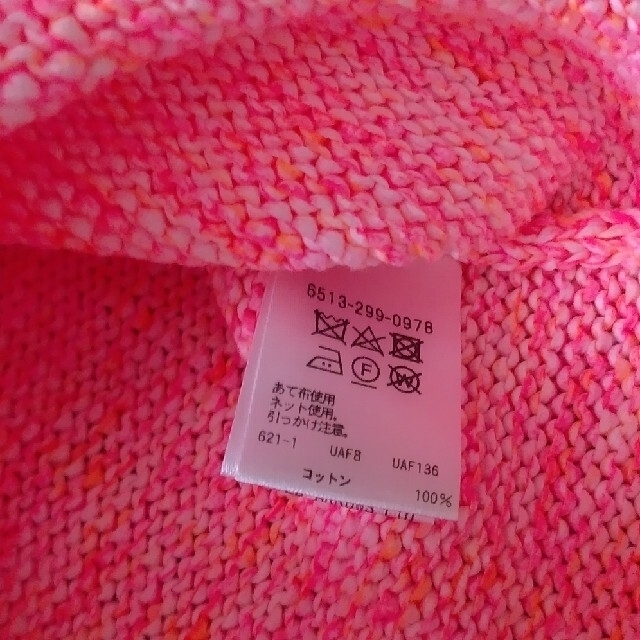 6513-299-0978
F W
あて布使用
ネット使用。
引っかけ注意。
621-1 UAF8 UAF136
コットン 100%